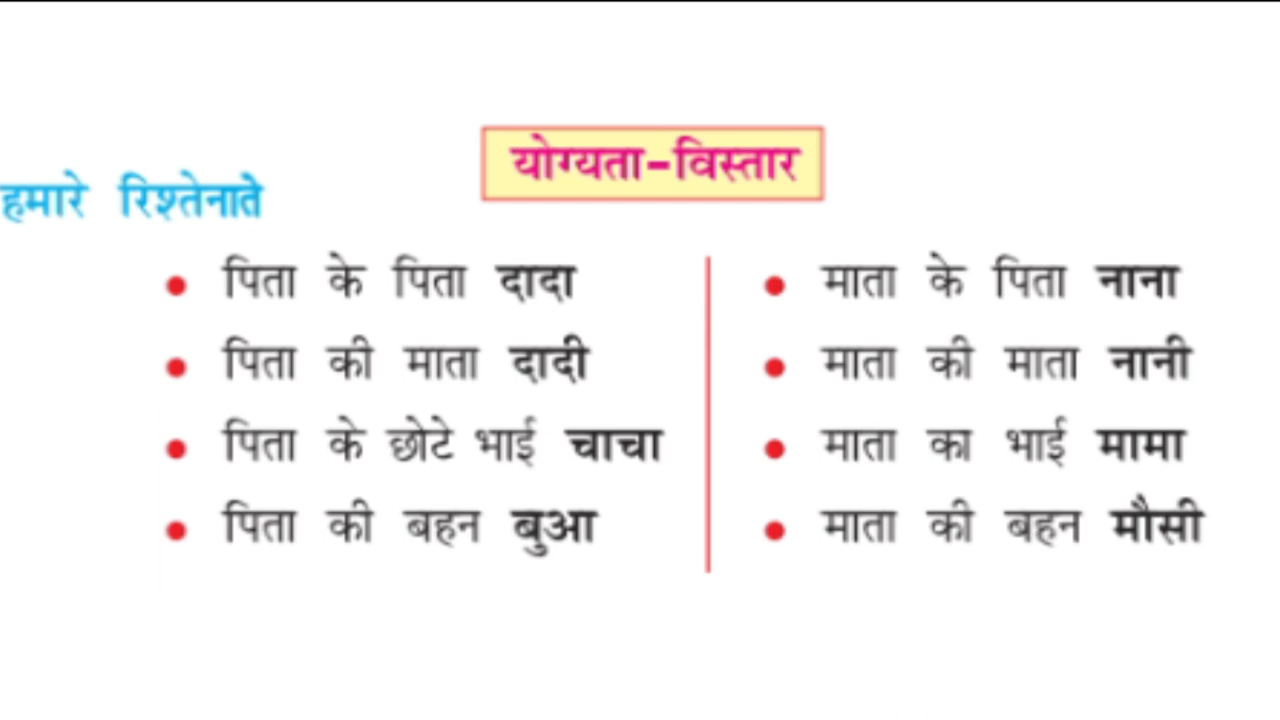 योग्यता-विस्तार
हमारे रिश्तेनाते
पिता के पिता दादा
पिता की माता दादी
पिता के छोटे भाई चाचा
पिता की बहन बुआ
माता के पिता नाना
माता की माता नानी
माता का भाई मामा
माता की बहन मौसी